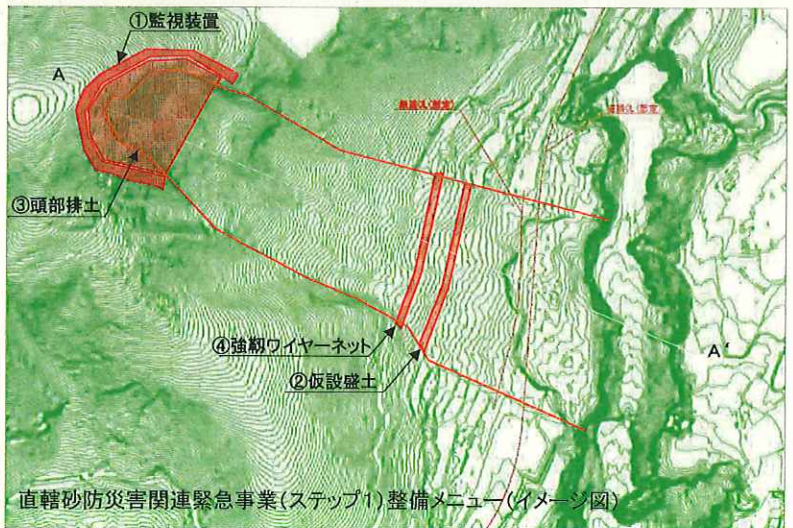 ①監視装置
A
③頭部排土
④強靱ワイヤーネット
②仮設盛土
A'
直轄砂防災害関連緊急事業(ステップ1)整備メニュー(イメージ図)